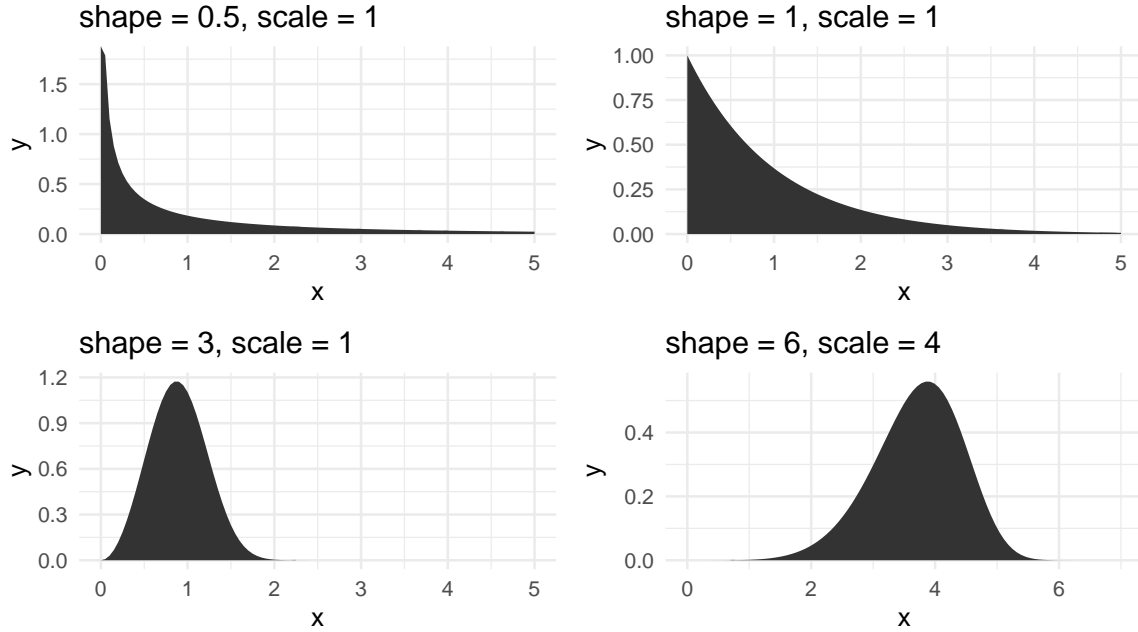 shape = 0.5, scale = 1
1.5
1.0
0.5
0.0
y
0 1 2 3 4 5
x
shape = 1, scale = 1
1.00
0.75
0.50
0.25
0.00
y
0 1 2 3 4 5
x
shape = 3, scale = 1
1.2
0.9
0.6
0.3
0.0
y
0 1 2 3 4 5
x
shape = 6, scale = 4
0.4
0.2
0.0
y
0 2 4 6
x